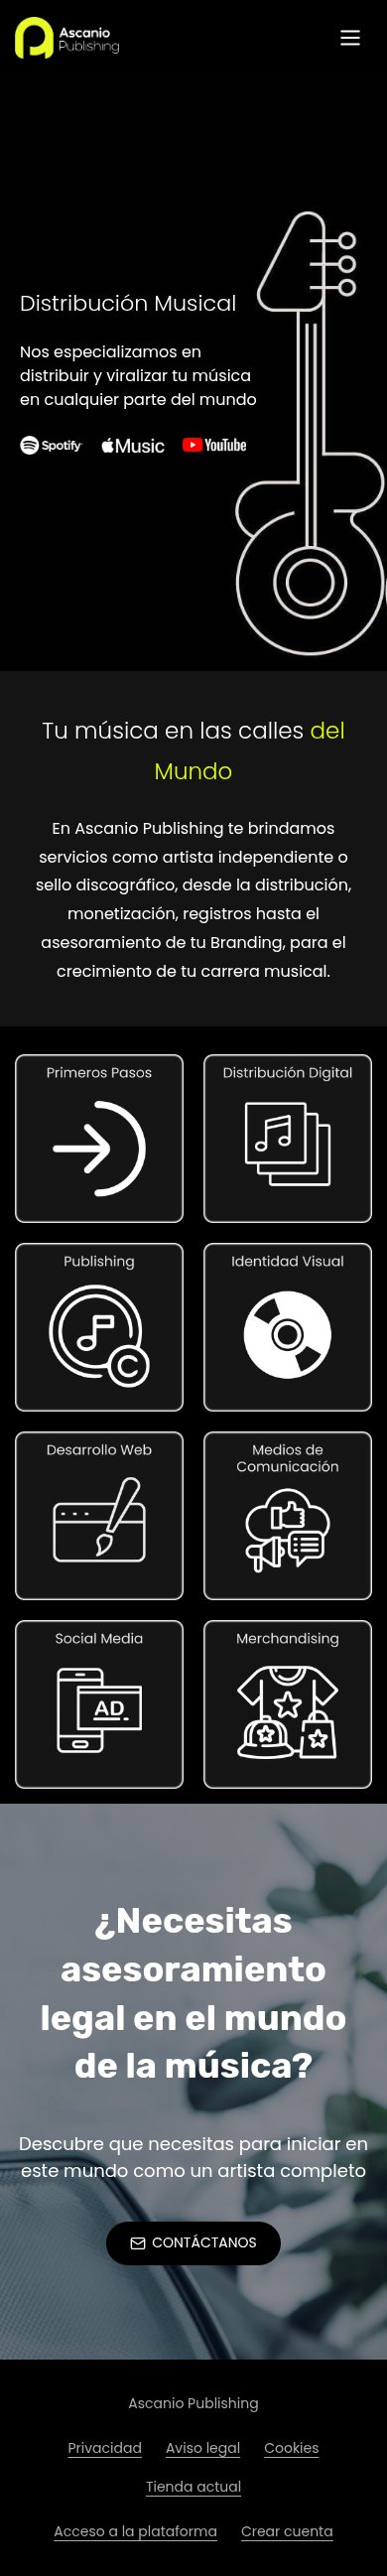 Ascanio
Publishing
Distribución Musical
Nos especializamos en
distribuir y viralizar tu música
en cualquier parte del mundo
Spotify Music YouTube
Tu música en las calles del
Mundo
En Ascanio Publishing te brindamos
servicios como artista independiente o
sello discográfico, desde la distribución,
monetización, registros hasta el
asesoramiento de tu Branding, para el
crecimiento de tu carrera musical.
Primeros Pasos
Distribución Digital
Publishing
C
Identidad Visual
Desarrollo Web
Medios de
Comunicación
Social Media
AD
Merchandising
¿Necesitas
asesoramiento
legal en el mundo
de la música?
Descubre que necesitas para iniciar en
este mundo como un artista completo
CONTÁCTANOS
Ascanio Publishing
Privacidad Aviso legal Cookies
Tienda actual
Acceso a la plataforma Crear cuenta